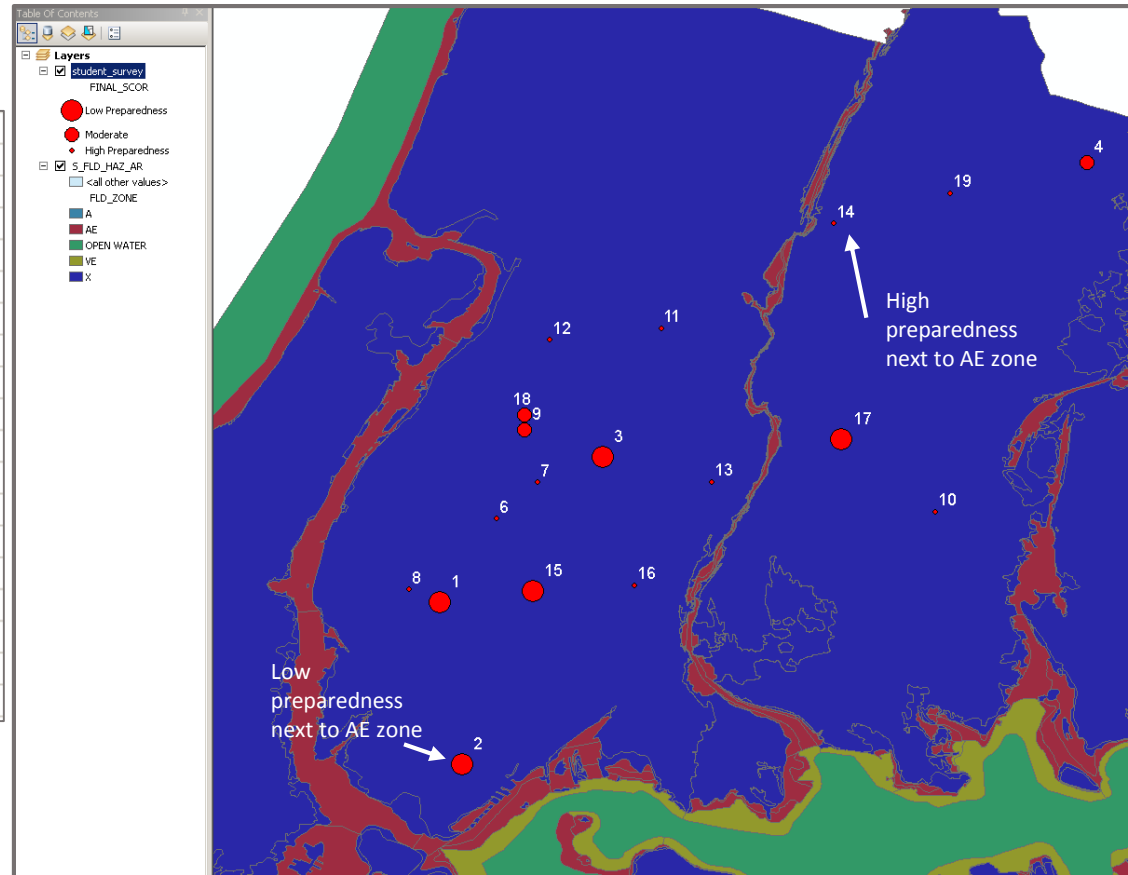 Table Of Contents
Layers
student_survey
FINAL_SCOR
Low Preparedness
Moderate
High Preparedness
S_FLD_HAZ_AR
<all other values>
FLD_ZONE
A
AE
OPEN WATER
VE
X
4
19
14
High
preparedness
next to AE zone
11
12
18
9
3
17
7
13
6
10
8
1
15
16
Low
preparedness
next to AE zone
2